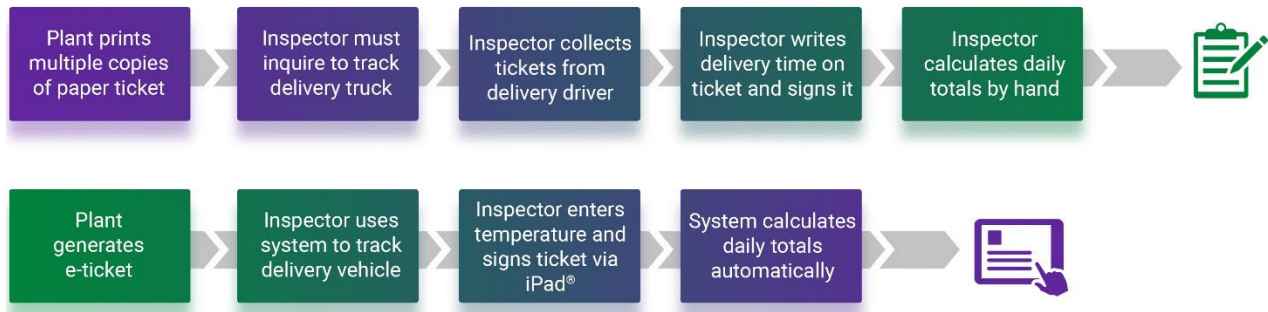 Plant prints
multiple copies
of paper ticket
Inspector must
inquire to track
delivery truck
Inspector collects
tickets from
delivery driver
Inspector writes
delivery time on
ticket and signs it
Inspector
calculates daily
totals by hand
Plant
generates
e-ticket
Inspector uses
system to track
delivery vehicle
Inspector enters
temperature and
signs ticket via
iPad®
System calculates
daily totals
automatically